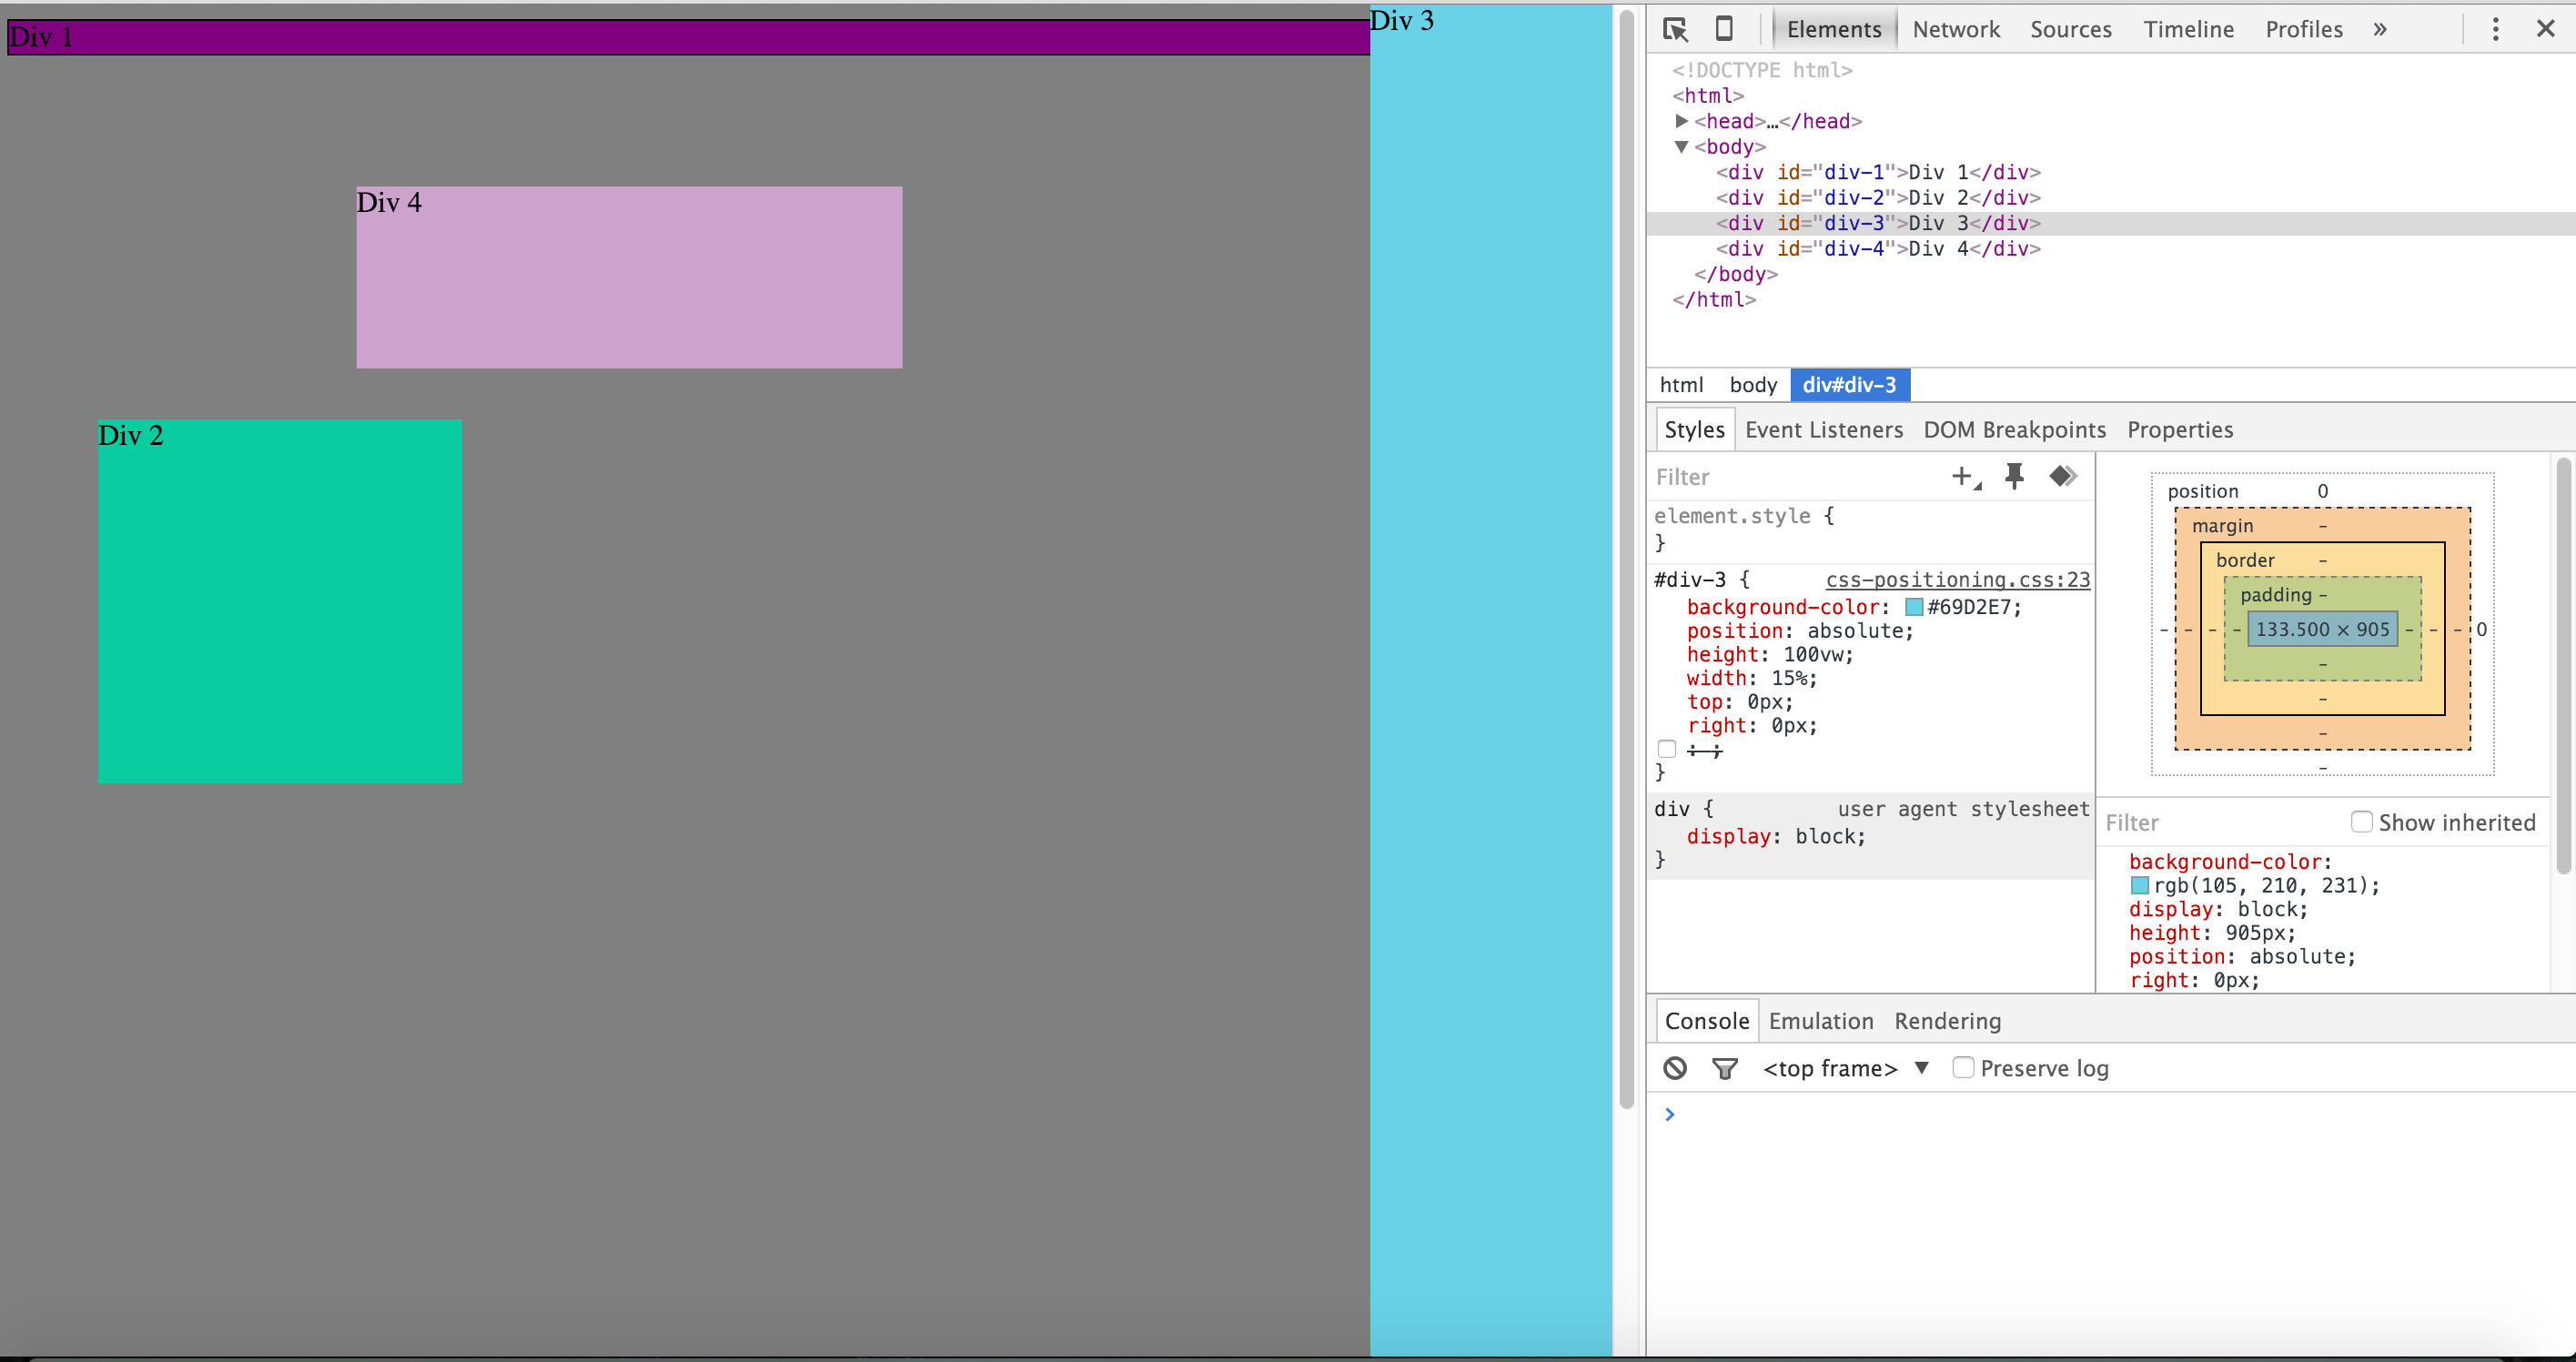 Div 1
Div 3
Div 4
Div 2
Elements Network Sources Timeline Profiles »
<!DOCTYPE html>
<html>
<head>…</head>
<body>
<div id="div-1">Div 1</div>
<div id="div-2">Div 2</div>
<div id="div-3">Div 3</div>
<div id="div-4">Div 4</div>
</body>
</html>
html body div#div-3
Styles Event Listeners DOM Breakpoints Properties
Filter
element.style {
}
#div-3 { css-positioning.css:23
background-color: #69D2E7;
position: absolute;
height: 100vw;
width: 15%;
top: 0px;
right: 0px;
: ;
}
div { user agent stylesheet
display: block;
}
position 0
margin -
border -
padding -
- - - - 133.500 × 905 - - - 0
-
-
-
-
Filter Show inherited
background-color:
rgb(105, 210, 231);
display: block;
height: 905px;
position: absolute;
right: 0px;
Console Emulation Rendering
<top frame> Preserve log
>